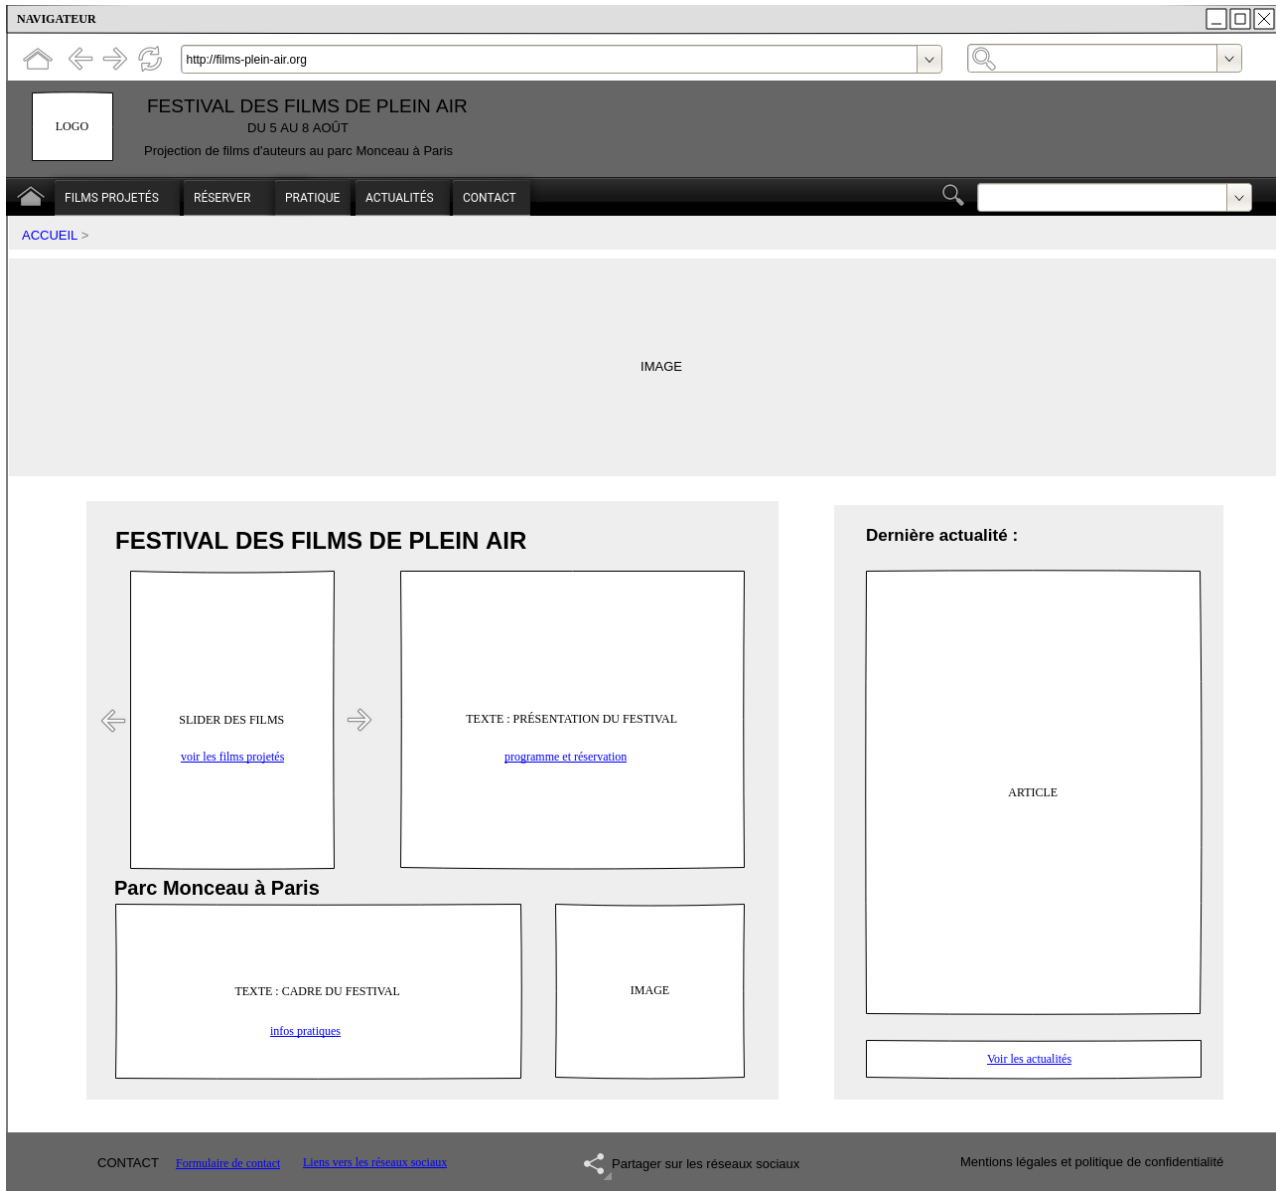 NAVIGATEUR
http://films-plein-air.org
LOGO
FESTIVAL DES FILMS DE PLEIN AIR
DU 5 AU 8 AOÛT
Projection de films d'auteurs au parc Monceau à Paris
FILMS PROJETÉS RÉSERVER PRATIQUE ACTUALITÉS CONTACT
ACCUEIL >
IMAGE
FESTIVAL DES FILMS DE PLEIN AIR
SLIDER DES FILMS
voir les films projetés
TEXTE : PRÉSENTATION DU FESTIVAL
programme et réservation
Parc Monceau à Paris
TEXTE : CADRE DU FESTIVAL
infos pratiques
IMAGE
Dernière actualité :
ARTICLE
Voir les actualités
CONTACT Formulaire de contact Liens vers les réseaux sociaux Partager sur les réseaux sociaux Mentions légales et politique de confidentialité